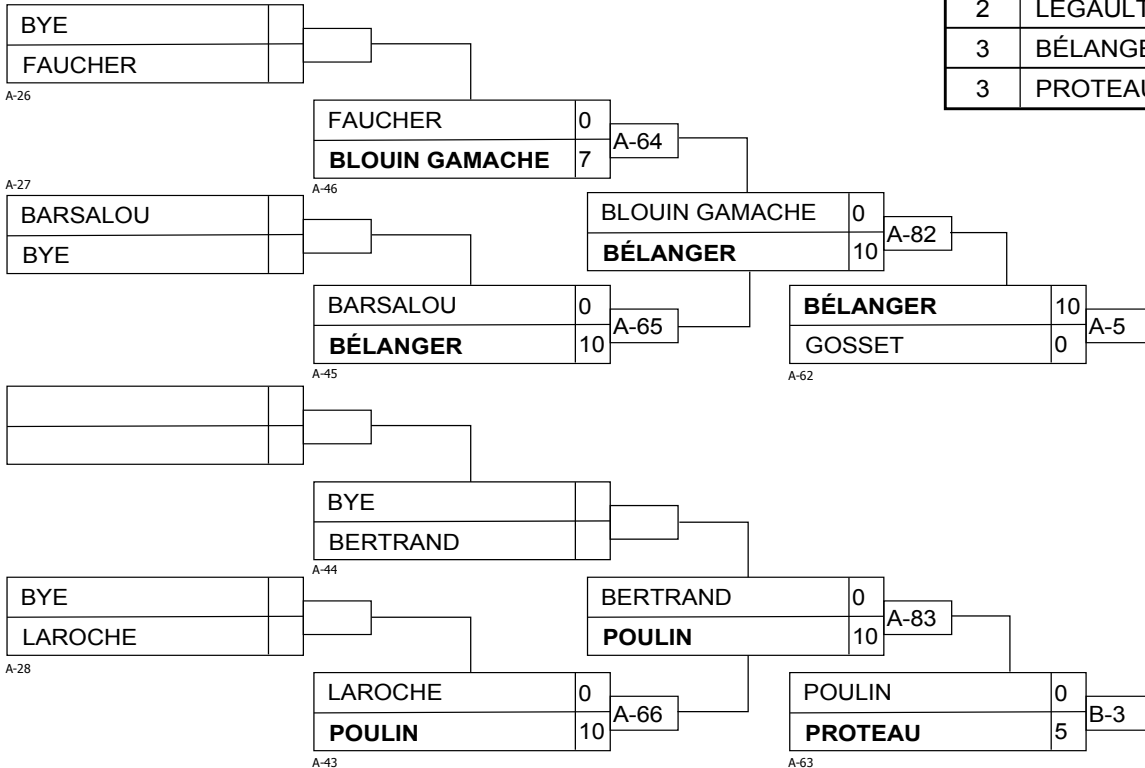 2 LEGAULT
3
3
BYE
FAUCHER
A-26
FAUCHER 0
BLOUIN GAMACHE 7
A-64
A-46
A-27
BARSALOU
BYE
BLOUIN GAMACHE 0
BÉLANGER 10
A-82
BARSALOU 0
BÉLANGER 10
A-65
A-45
BÉLANGER 10
GOSSET 0
A-5
A-62
BYE
BERTRAND
A-44
BYE
LAROCHE
A-28
BERTRAND 0
POULIN 10
A-83
LAROCHE 0
POULIN 10
A-66
A-43
POULIN 0
PROTEAU 5
B-3
A-63